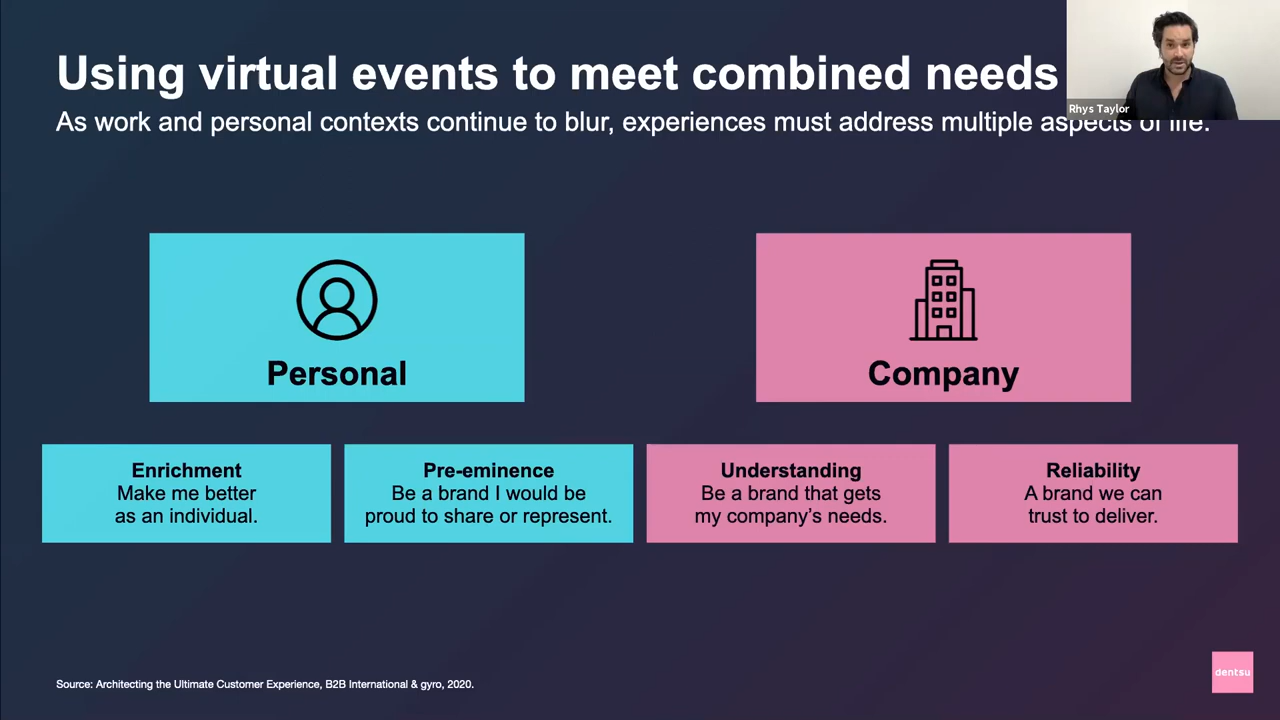 Using virtual events to meet combined needs
Rhys Taylor
As work and personal contexts continue to blur, experiences must address multiple aspects of life.
Personal
Company
Enrichment
Make me better
as an individual.
Pre-eminence
Be a brand I would be
proud to share or represent.
Understanding
Be a brand that gets
my company's needs.
Reliability
A brand we can
trust to deliver.
Source: Architecting the Ultimate Customer Experience, B2B International & gyro, 2020.
dentsu